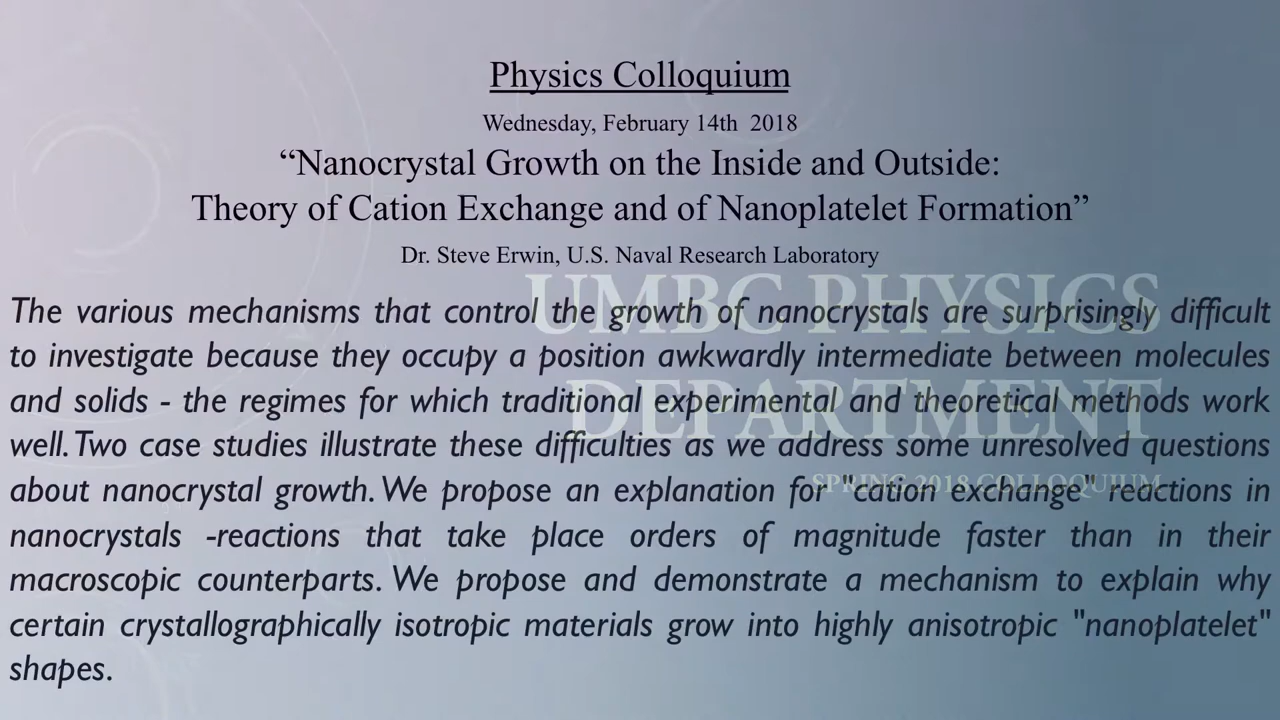 Physics Colloquium
Wednesday, February 14th 2018
“Nanocrystal Growth on the Inside and Outside:
Theory of Cation Exchange and of Nanoplatelet Formation”
Dr. Steve Erwin, U.S. Naval Research Laboratory
UMBC PHYSICS
DEPARTMENT
SPRING 2018 COLLOQUIUM
The various mechanisms that control the growth of nanocrystals are surprisingly difficult
to investigate because they occupy a position awkwardly intermediate between molecules
and solids - the regimes for which traditional experimental and theoretical methods work
well. Two case studies illustrate these difficulties as we address some unresolved questions
about nanocrystal growth. We propose an explanation for "cation exchange" reactions in
nanocrystals -reactions that take place orders of magnitude faster than in their
macroscopic counterparts. We propose and demonstrate a mechanism to explain why
certain crystallographically isotropic materials grow into highly anisotropic "nanoplatelet"
shapes.